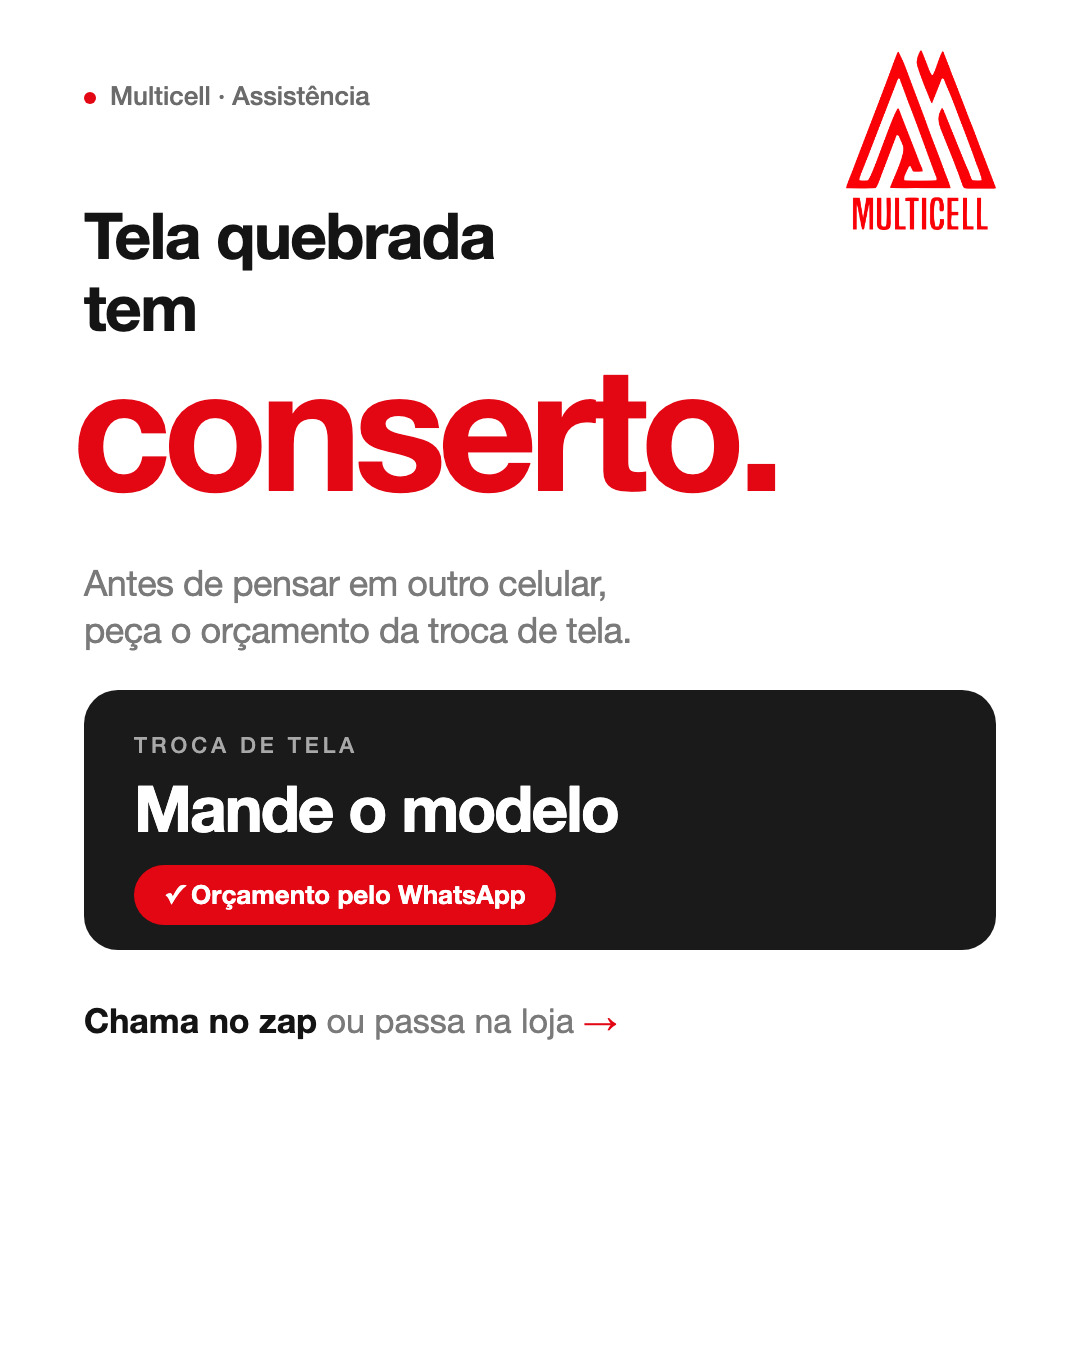 Multicell · Assistência
MULTICELL
Tela quebrada
tem
conserto.
Antes de pensar em outro celular,
peça o orçamento da troca de tela.
TROCA DE TELA
Mande o modelo
✓ Orçamento pelo WhatsApp
Chama no zap ou passa na loja →